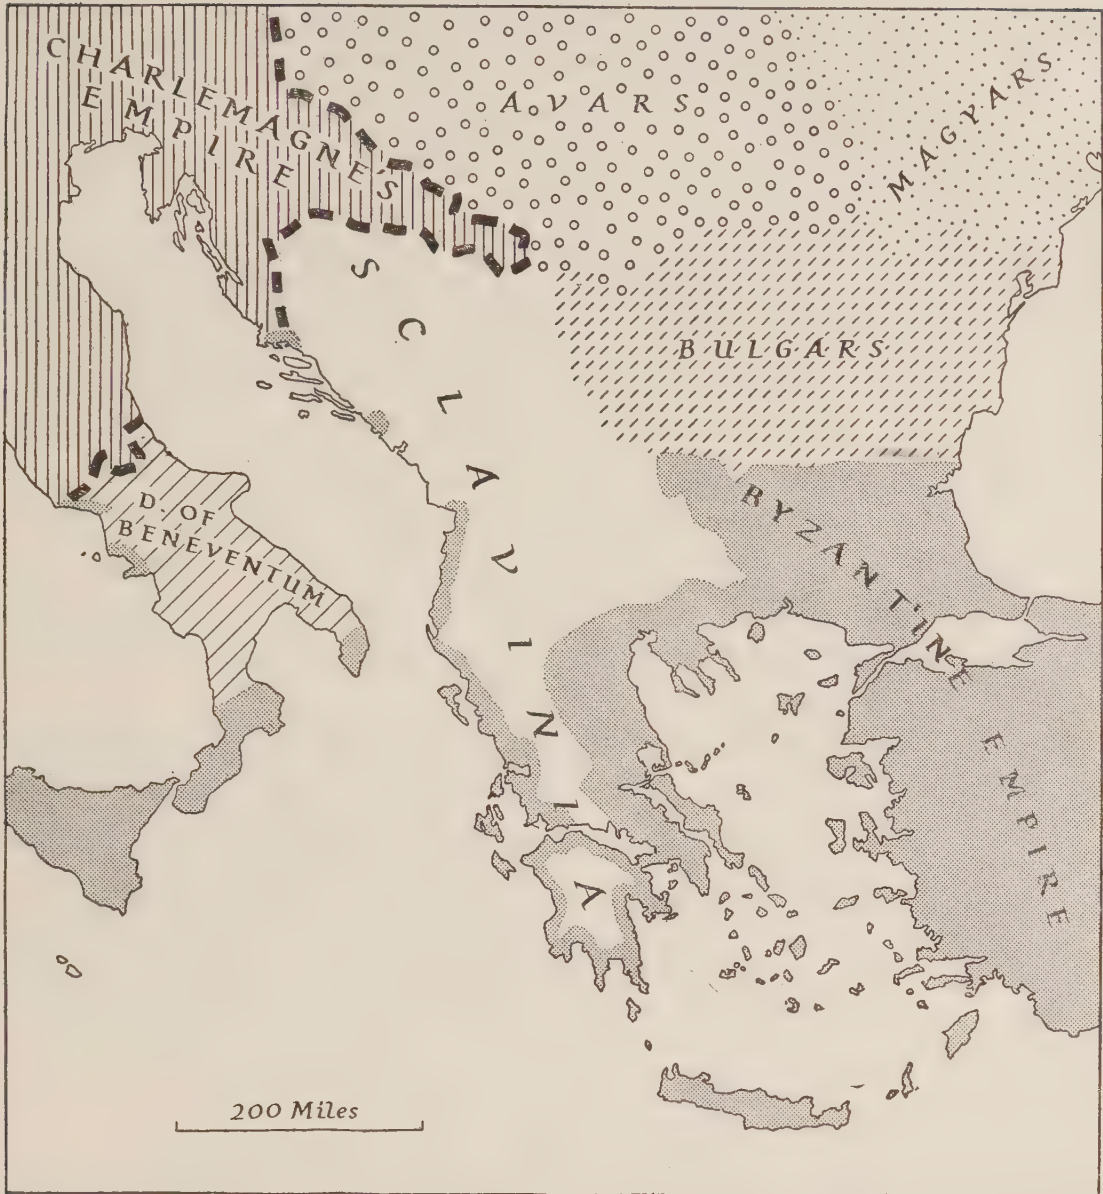 CHARLEMAGNE'S
EMPIRE
AVARS
MAGYARS
SCLAVINIA
BULGARS
D. OF
BENEVENTUM
BYZANTINE
EMPIRE
200 Miles